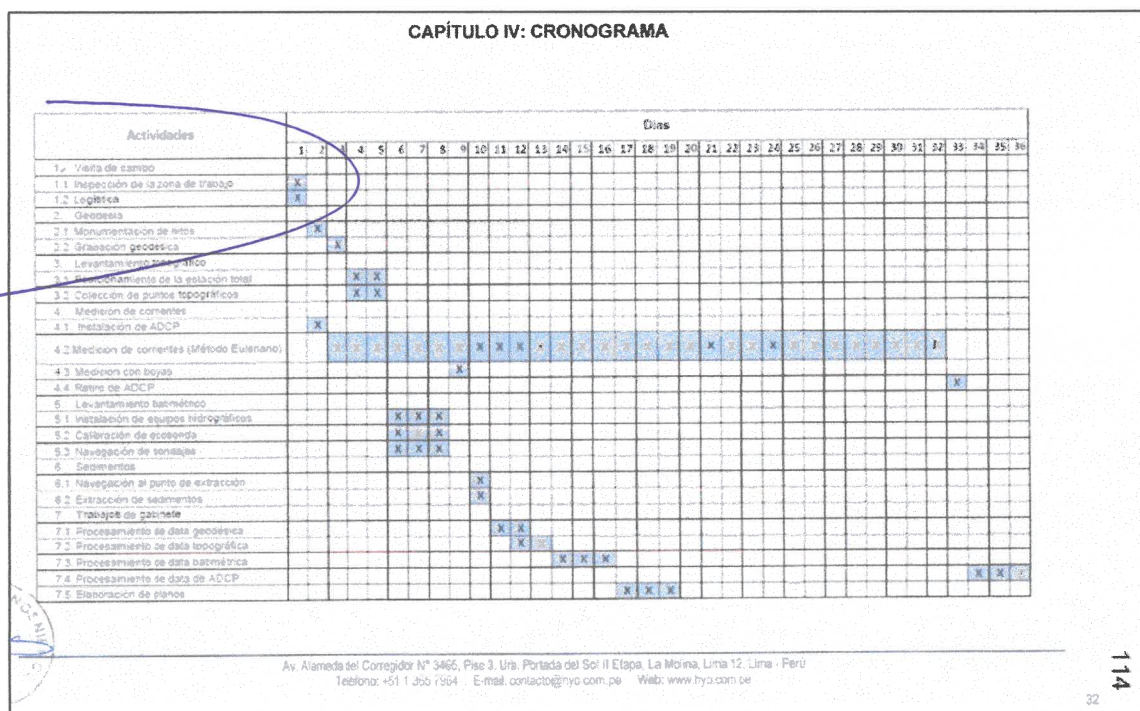 CAPÍTULO IV: CRONOGRAMA
Actividades
Días
1 2 3 4 5 6 7 8 9 10 11 12 13 14 15 16 17 18 19 20 21 22 23 24 25 26 27 28 29 30 31 32 33 34 35 36
1. Visita de campo
1.1 Inspección de la zona de trabajo X
1.2 Logística X
2. Geodesia
2.1 Monumentación de hitos X
2.2 Grabación geodésica X
3. Levantamiento topográfico
3.1 Posicionamiento de la estación total X X
3.2 Colección de puntos topográficos X X
4. Medición de corrientes
4.1 Instalación de ADCP X
4.2 Medición de corrientes (Método Euleriano) X X X X X X X X X X X X X X X X X X X X X X X X X X X X
4.3 Medición con boyas X
4.4 Retiro de ADCP X
5. Levantamiento batimétrico
5.1 Instalación de equipos hidrográficos X X X
5.2 Calibración de ecosonda X X X
5.3 Navegación de sondajes X X X
6. Sedimentos
6.1 Navegación al punto de extracción X
6.2 Extracción de sedimentos X
7. Trabajos de gabinete
7.1 Procesamiento de data geodésica X X
7.2 Procesamiento de data topográfica X X
7.3 Procesamiento de data batimétrica X X X
7.4 Procesamiento de data de ADCP X X X
7.5 Elaboración de planos X X X
Av. Alameda del Corregidor N° 3465, Piso 3. Urb. Portada del Sol II Etapa, La Molina, Lima 12, Lima - Perú
Teléfono: +51 1 365 7964 E-mail: contacto@hyo.com.pe Web: www.hyo.com.pe
32
114